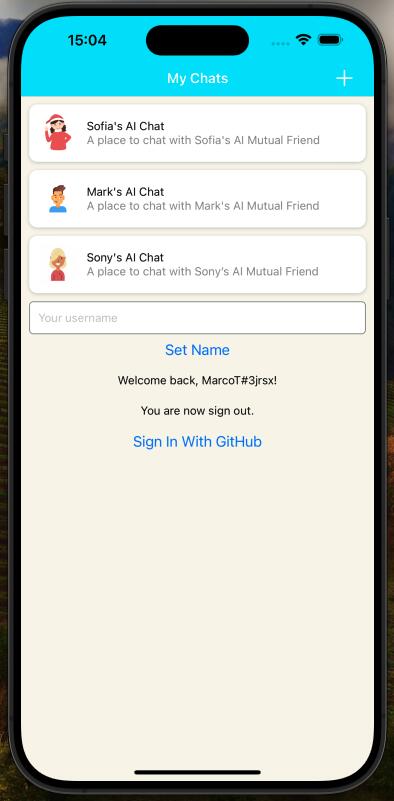 15:04
My Chats
Sofia's AI Chat
A place to chat with Sofia's AI Mutual Friend
Mark's AI Chat
A place to chat with Mark's AI Mutual Friend
Sony's AI Chat
A place to chat with Sony's AI Mutual Friend
Your username
Set Name
Welcome back, MarcoT#3jrsx!
You are now sign out.
Sign In With GitHub